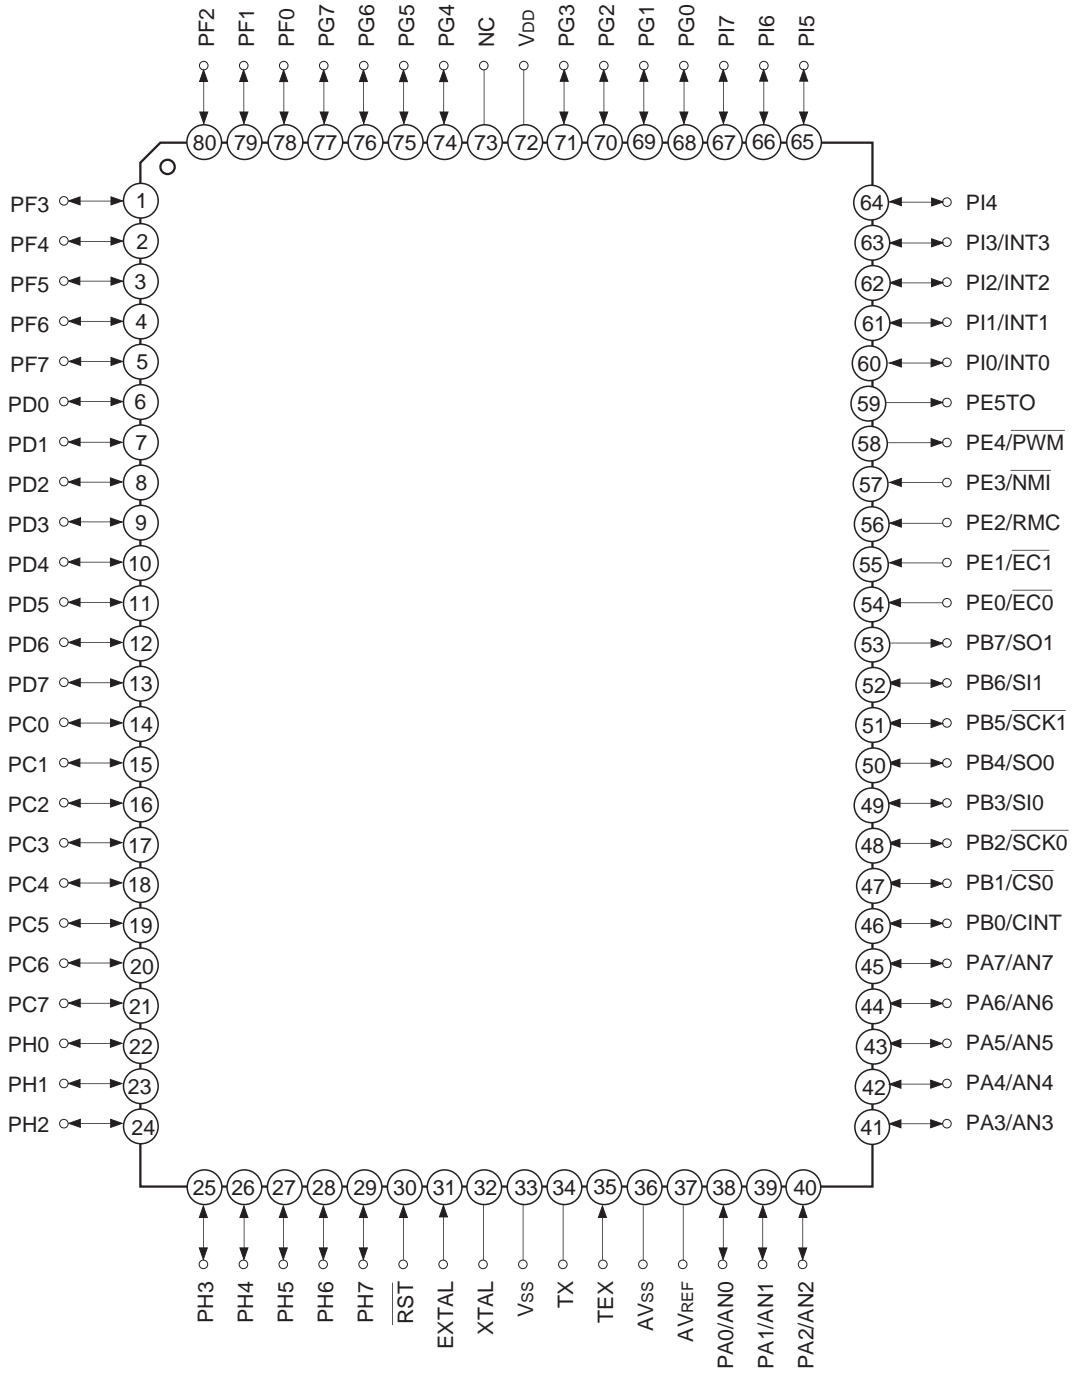 PF2 PF1 PF0 PG7 PG6 PG5 PG4 NC VDD PG3 PG2 PG1 PG0 PI7 PI6 PI5
80 79 78 77 76 75 74 73 72 71 70 69 68 67 66 65
PF3 1 64 PI4
PF4 2 63 PI3/INT3
PF5 3 62 PI2/INT2
PF6 4 61 PI1/INT1
PF7 5 60 PI0/INT0
PD0 6 59 PE5TO
PD1 7 58 PE4/P̅W̅M̅
PD2 8 57 PE3/N̅M̅I̅
PD3 9 56 PE2/RMC
PD4 10 55 PE1/E̅C̅1̅
PD5 11 54 PE0/E̅C̅0̅
PD6 12 53 PB7/SO1
PD7 13 52 PB6/SI1
PC0 14 51 PB5/S̅C̅K̅1̅
PC1 15 50 PB4/SO0
PC2 16 49 PB3/SI0
PC3 17 48 PB2/S̅C̅K̅0̅
PC4 18 47 PB1/C̅S̅0̅
PC5 19 46 PB0/CINT
PC6 20 45 PA7/AN7
PC7 21 44 PA6/AN6
PH0 22 43 PA5/AN5
PH1 23 42 PA4/AN4
PH2 24 41 PA3/AN3
25 26 27 28 29 30 31 32 33 34 35 36 37 38 39 40
PH3 PH4 PH5 PH6 PH7 R̅S̅T̅ EXTAL XTAL Vss TX TEX AVss AVREF PA0/AN0 PA1/AN1 PA2/AN2